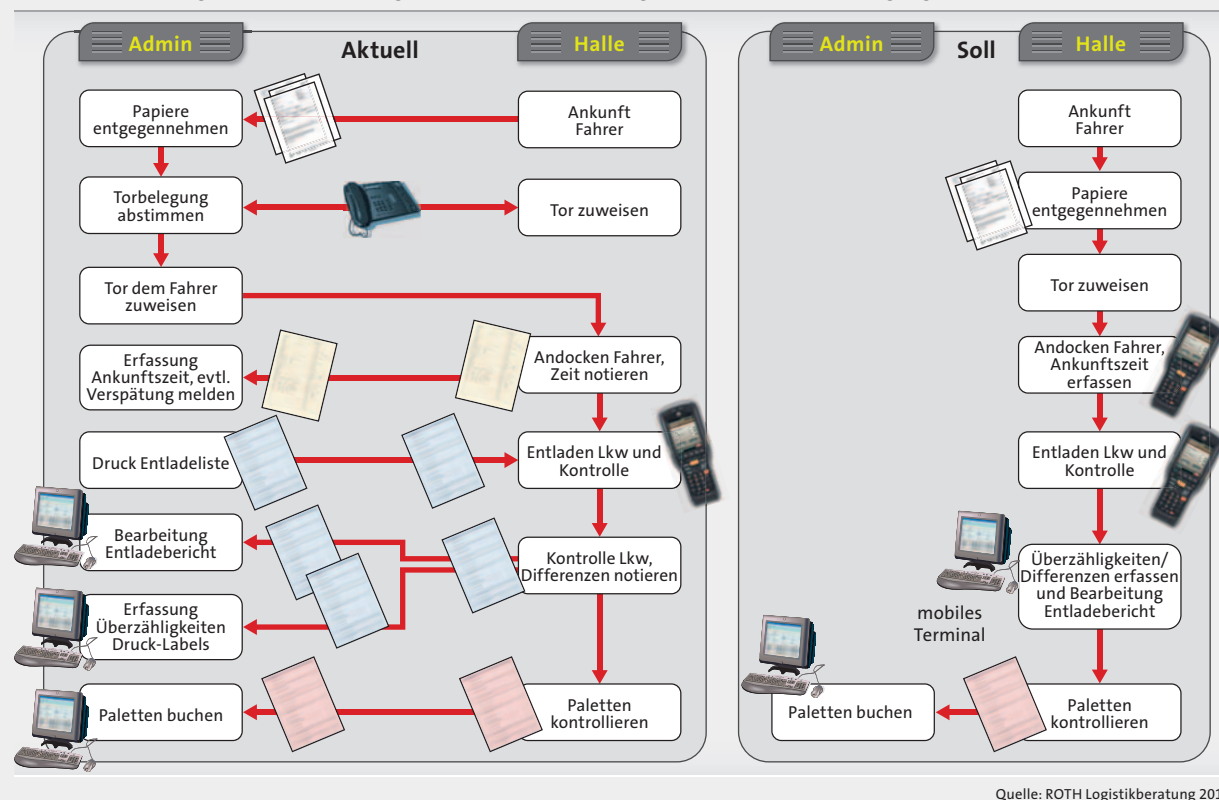 Admin
Aktuell
Halle
Papiere
entgegennehmen
Ankunft
Fahrer
Torbelegung
abstimmen
Tor zuweisen
Tor dem Fahrer
zuweisen
Erfassung
Ankunftszeit, evtl.
Verspätung melden
Andocken Fahrer,
Zeit notieren
Druck Entladeliste
Entladen Lkw und
Kontrolle
Bearbeitung
Entladebericht
Kontrolle Lkw,
Differenzen notieren
Erfassung
Überzähligkeiten
Druck-Labels
Paletten buchen
Paletten
kontrollieren
Admin
Soll
Halle
Ankunft
Fahrer
Papiere
entgegennehmen
Tor zuweisen
Andocken Fahrer,
Ankunftszeit
erfassen
Entladen Lkw und
Kontrolle
mobiles
Terminal
Überzähligkeiten/
Differenzen erfassen
und Bearbeitung
Entladebericht
Paletten buchen
Paletten
kontrollieren
Quelle: ROTH Logistikberatung 201